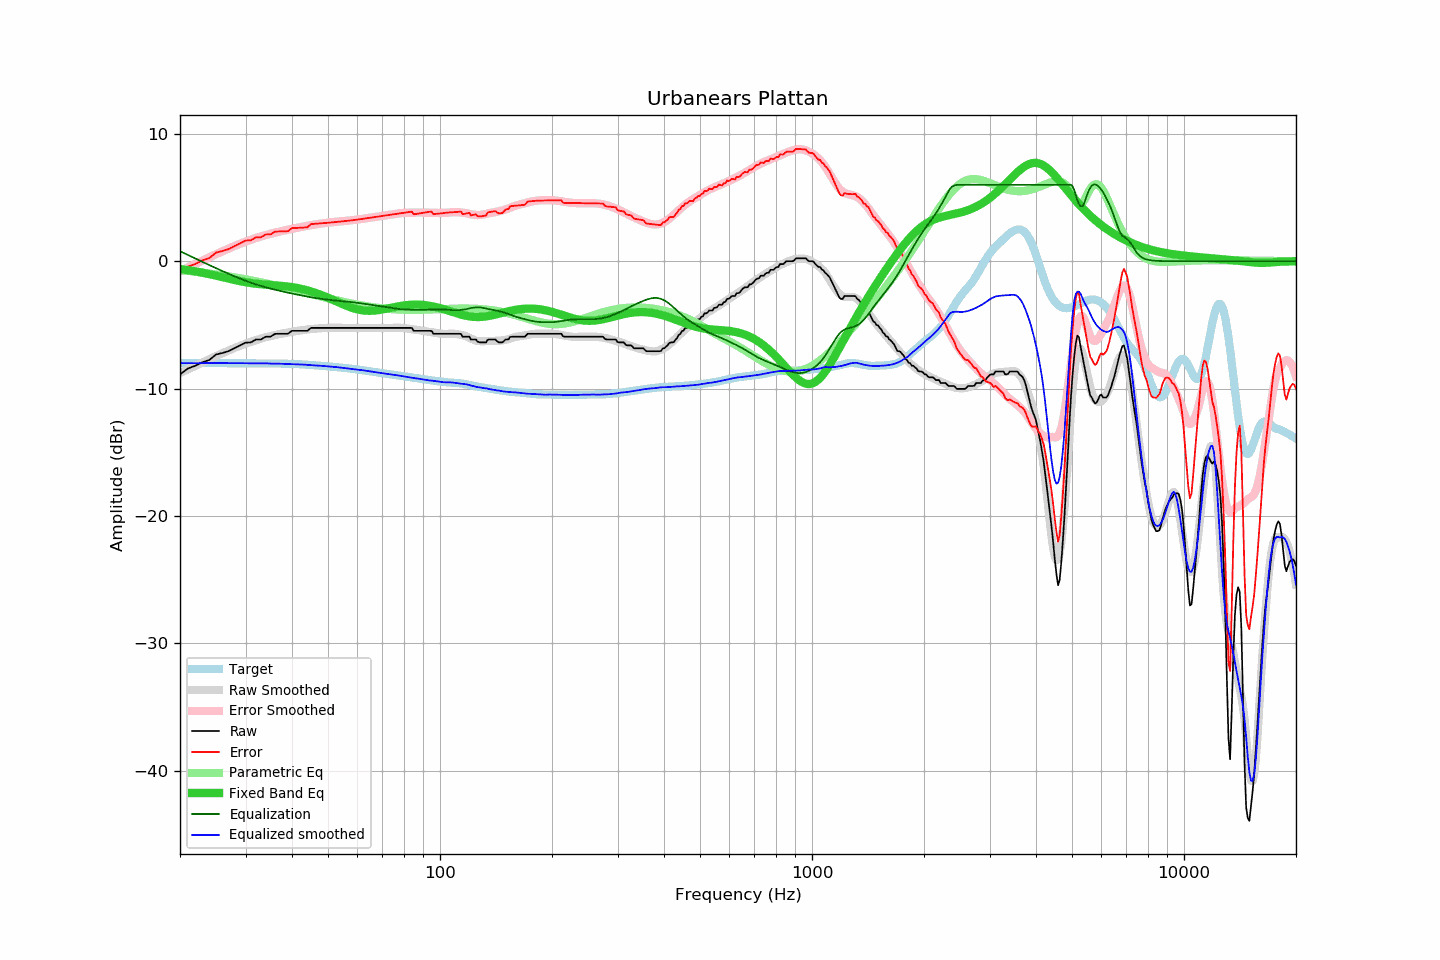 Urbanears Plattan
10
0
−10
−20
−30
−40
Amplitude (dBr)
Target
Raw Smoothed
Error Smoothed
Raw
Error
Parametric Eq
Fixed Band Eq
Equalization
Equalized smoothed
100
1000
10000
Frequency (Hz)